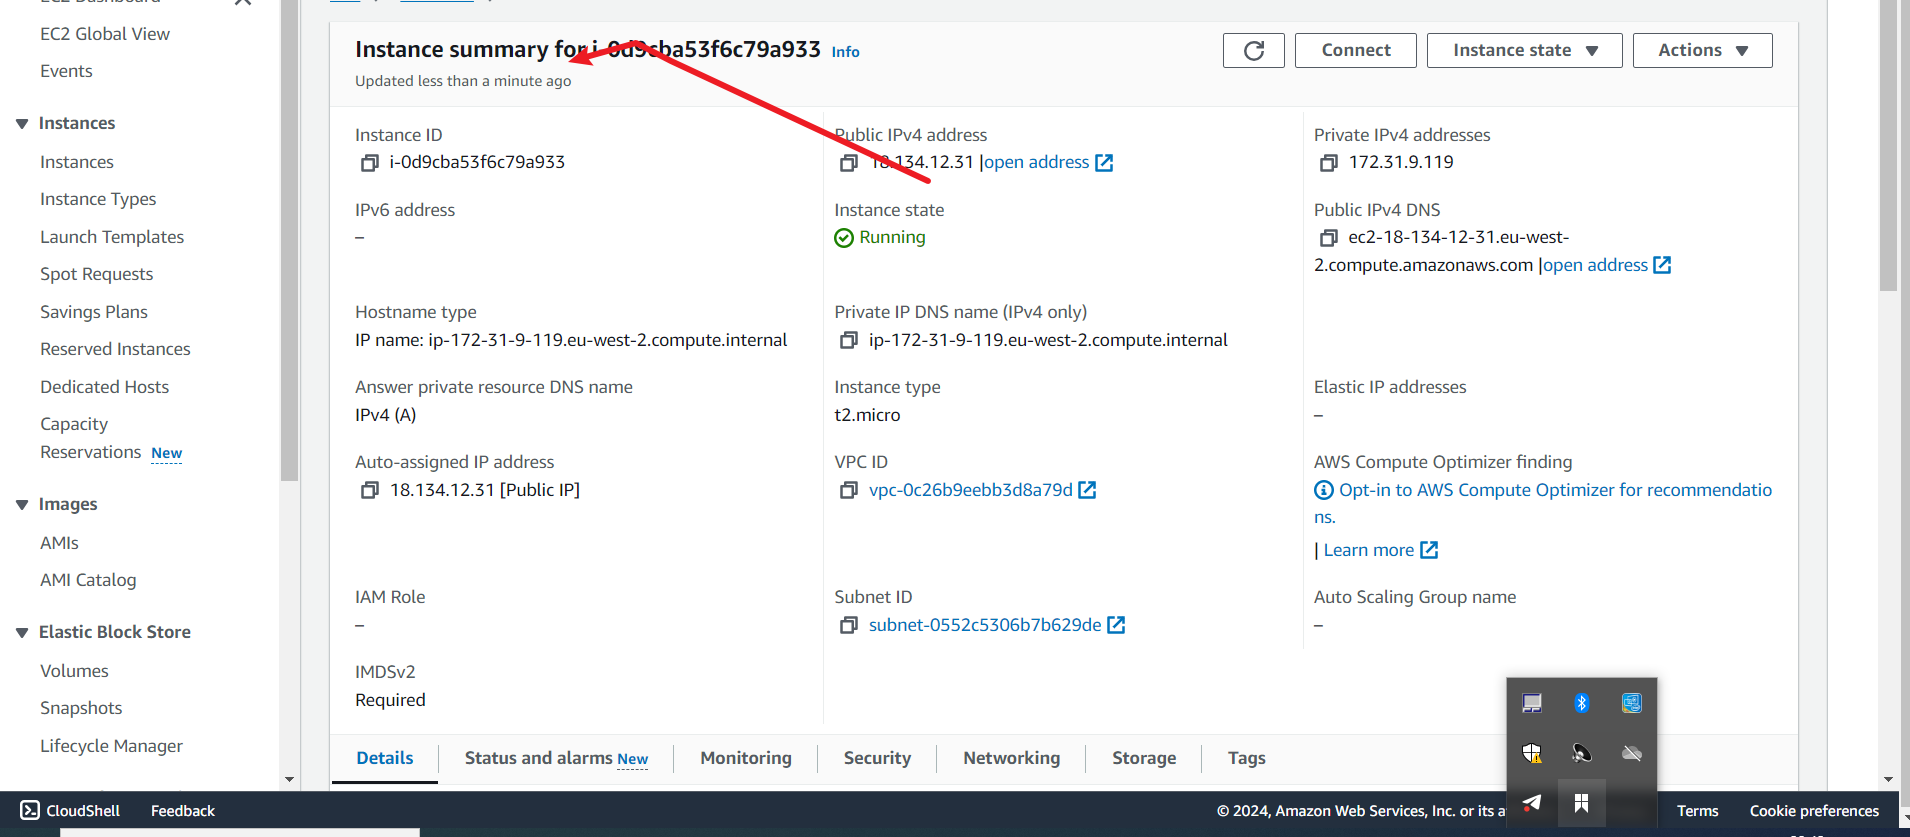 EC2 Dashboard
EC2 Global View
Events
Instances
Instances
Instance Types
Launch Templates
Spot Requests
Savings Plans
Reserved Instances
Dedicated Hosts
Capacity
Reservations New
Images
AMIs
AMI Catalog
Elastic Block Store
Volumes
Snapshots
Lifecycle Manager
Instance summary for i-0d9cba53f6c79a933 Info
Updated less than a minute ago
Connect
Instance state
Actions
Instance ID
i-0d9cba53f6c79a933
Public IPv4 address
18.134.12.31 |open address
Private IPv4 addresses
172.31.9.119
IPv6 address
–
Instance state
Running
Public IPv4 DNS
ec2-18-134-12-31.eu-west-
2.compute.amazonaws.com |open address
Hostname type
IP name: ip-172-31-9-119.eu-west-2.compute.internal
Private IP DNS name (IPv4 only)
ip-172-31-9-119.eu-west-2.compute.internal
Answer private resource DNS name
IPv4 (A)
Instance type
t2.micro
Elastic IP addresses
–
Auto-assigned IP address
18.134.12.31 [Public IP]
VPC ID
vpc-0c26b9eebb3d8a79d
AWS Compute Optimizer finding
Opt-in to AWS Compute Optimizer for recommendatio
ns.
| Learn more
IAM Role
–
Subnet ID
subnet-0552c5306b7b629de
Auto Scaling Group name
–
IMDSv2
Required
Details
Status and alarms New
Monitoring
Security
Networking
Storage
Tags
CloudShell
Feedback
© 2024, Amazon Web Services, Inc. or its
Terms
Cookie preferences